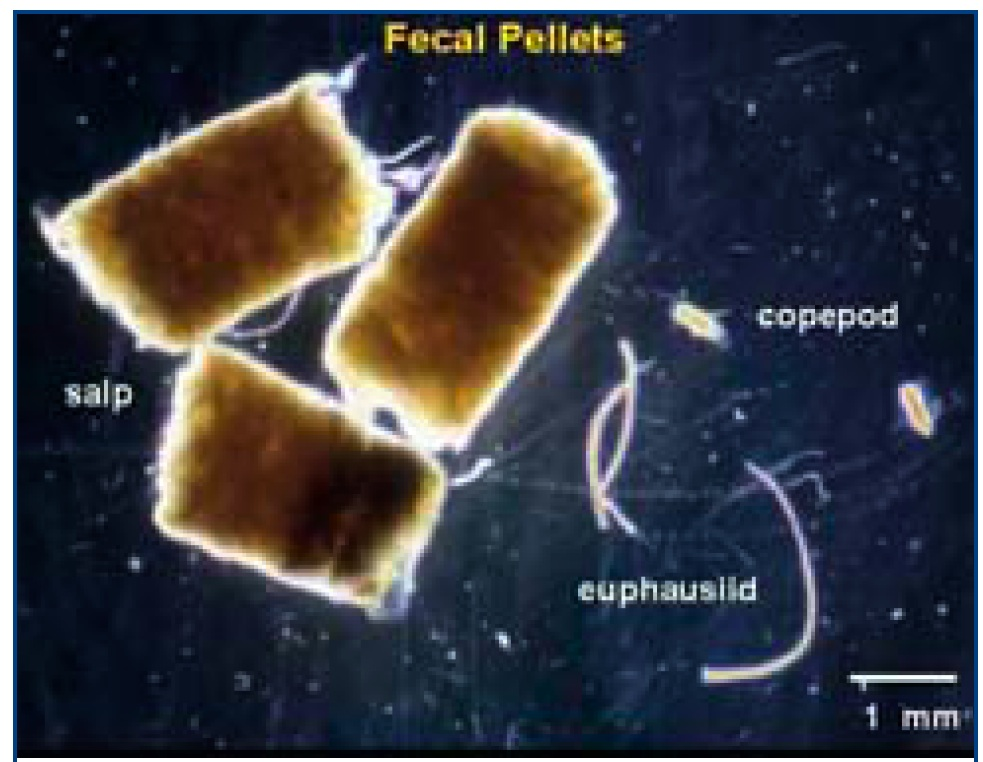 Fecal Pellets
copepod
salp
euphausiid
1 mm